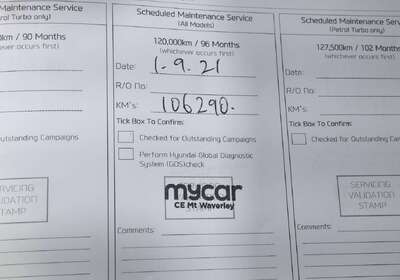 Maintenance Service
Petrol Turbo only)
0km / 90 Months
(whichever occurs first)
Outstanding Campaigns
SERVICING
VALIDATION
STAMP
Scheduled Maintenance Service
(All Models)
120,000km / 96 Months
(whichever occurs first)
Date: 1.9.21
R/O No:
KM's: 106290.
Tick Box To Confirm:
Checked for Outstanding Campaigns
Perform Hyundai Global Diagnostic
System (GDS)check
mycar
CE Mt Waverley
STAMP
Comments:
Scheduled Maintenance Service
(Petrol Turbo only)
127,500km / 102 Months
(whichever occurs first)
Date:
R/O No:
KM's:
Tick Box To Confirm:
Checked for Outstanding Campaigns
SERVICING
VALIDATION
STAMP
Comments: